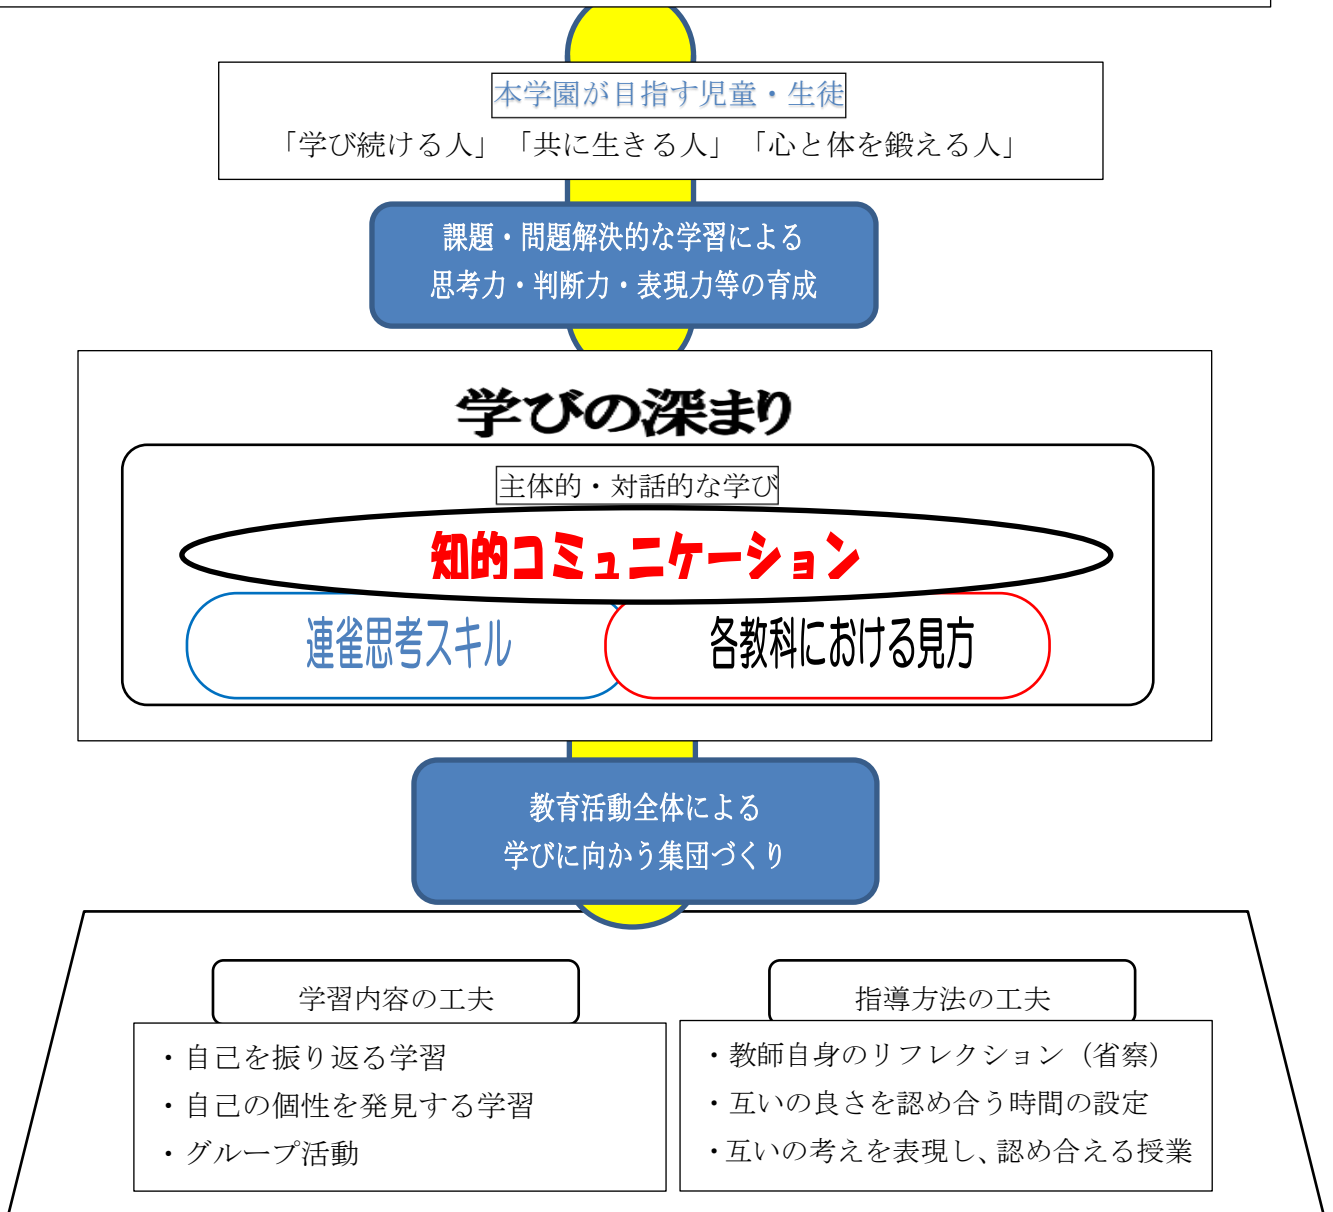 本学園が目指す児童・生徒
「学び続ける人」「共に生きる人」「心と体を鍛える人」
課題・問題解決的な学習による
思考力・判断力・表現力等の育成
学びの深まり
主体的・対話的な学び
知的コミュニケーション
連雀思考スキル
各教科における見方
教育活動全体による
学びに向かう集団づくり
学習内容の工夫
・自己を振り返る学習
・自己の個性を発見する学習
・グループ活動
指導方法の工夫
・教師自身のリフレクション（省察）
・互いの良さを認め合う時間の設定
・互いの考えを表現し、認め合える授業